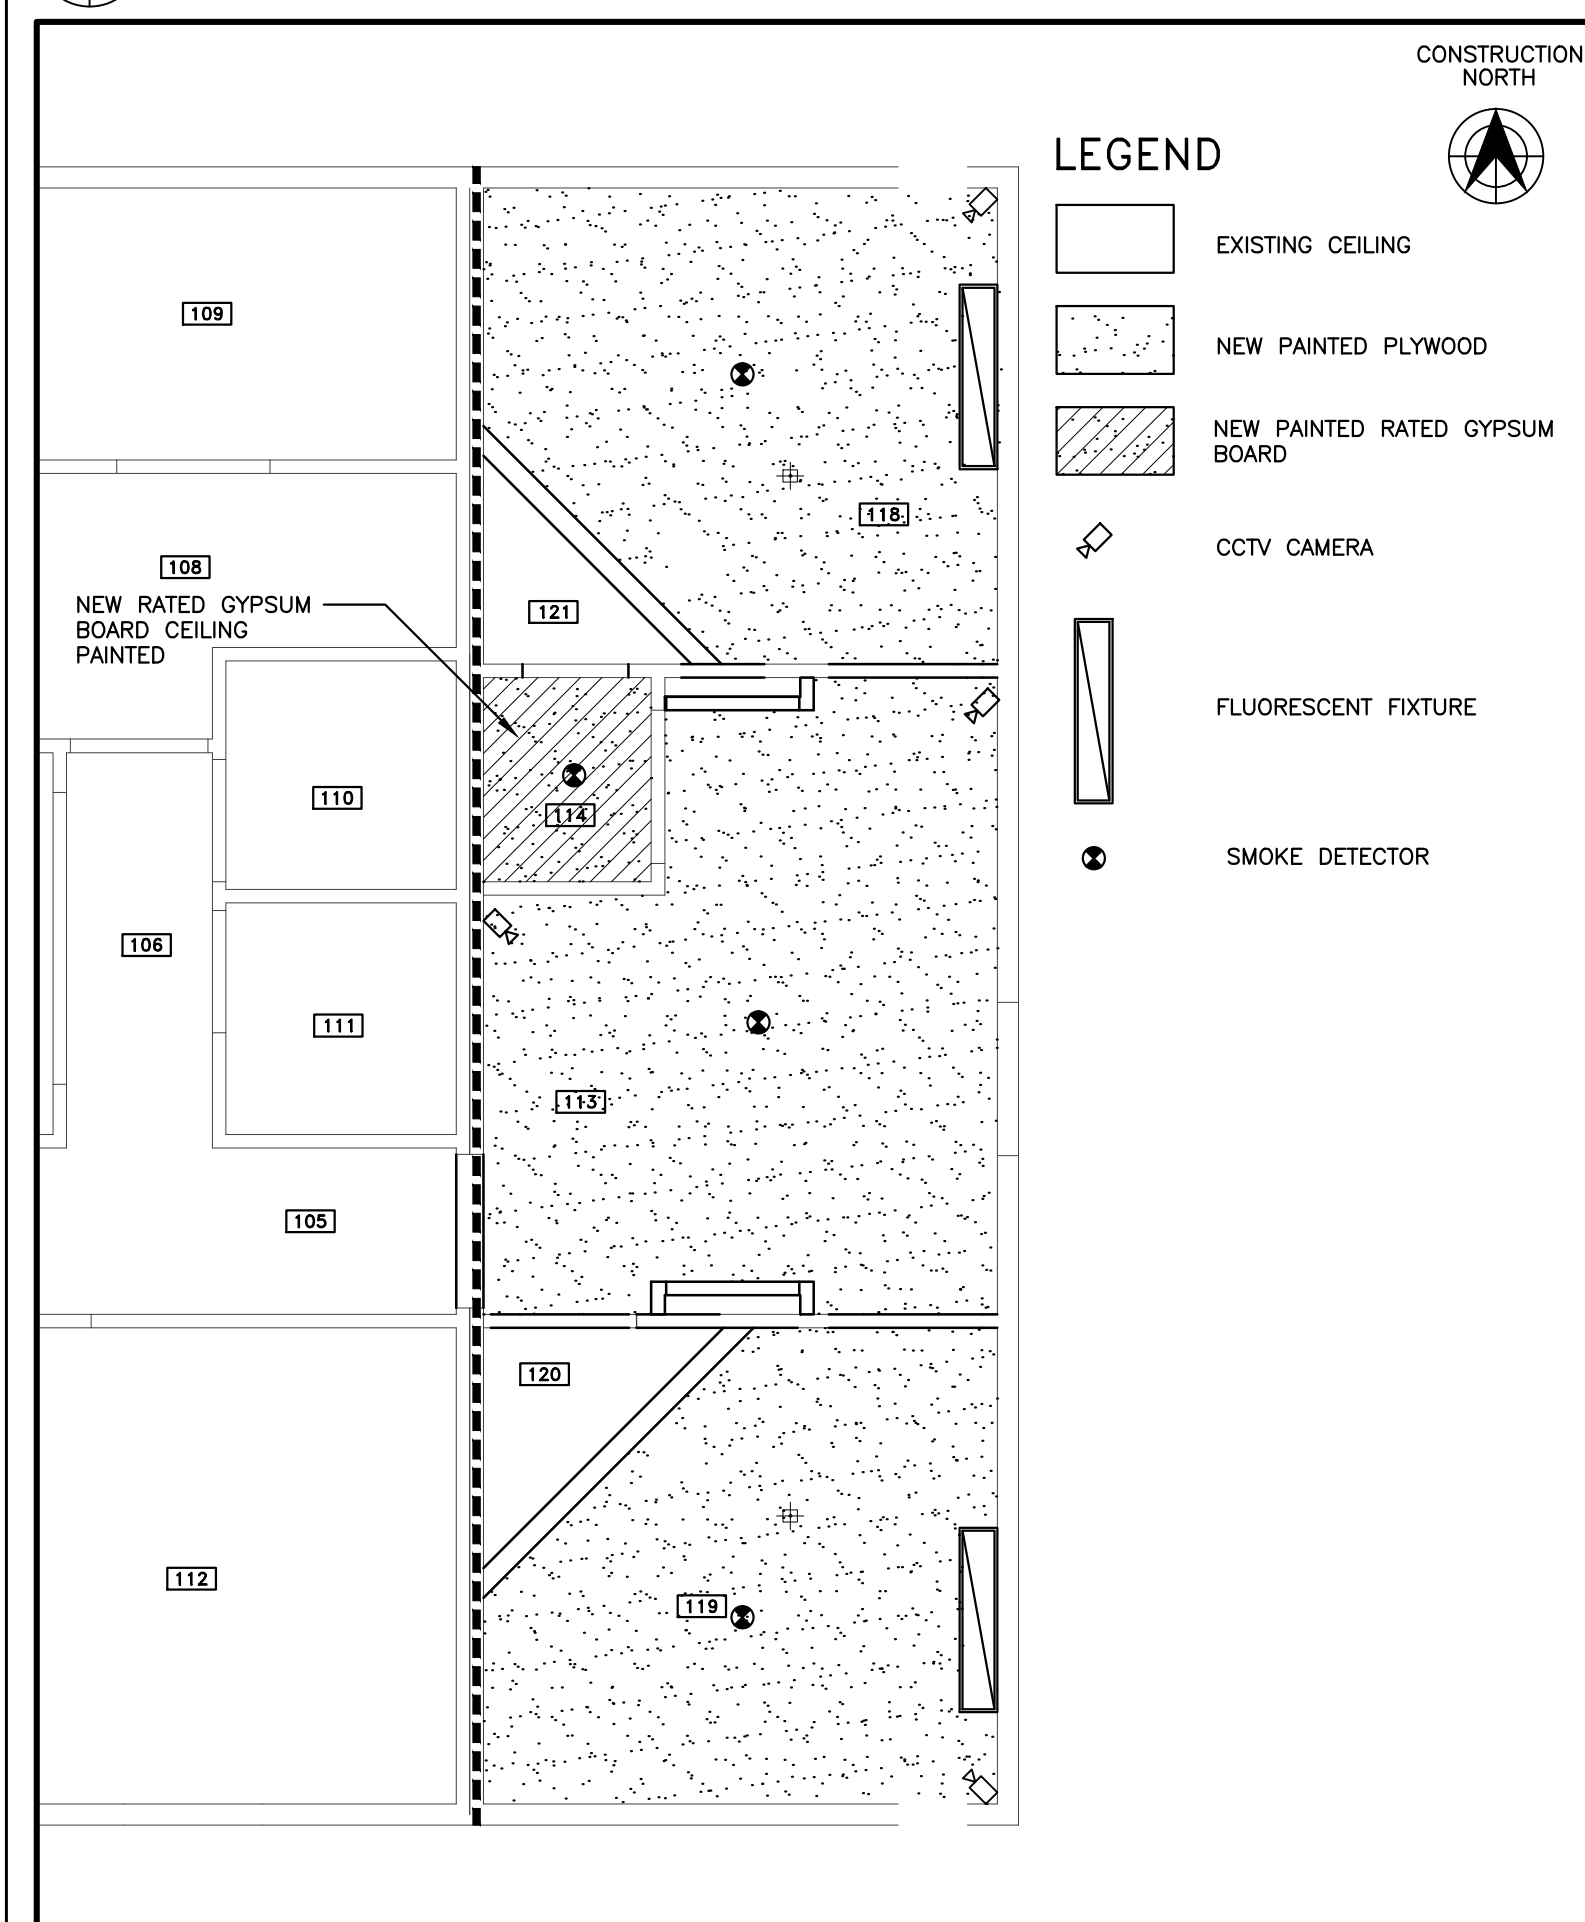 CONSTRUCTION
NORTH
LEGEND
EXISTING CEILING
NEW PAINTED PLYWOOD
NEW PAINTED RATED GYPSUM
BOARD
CCTV CAMERA
FLUORESCENT FIXTURE
SMOKE DETECTOR
109
118
108
NEW RATED GYPSUM
BOARD CEILING
PAINTED
121
110
114
106
111
113
105
120
112
119